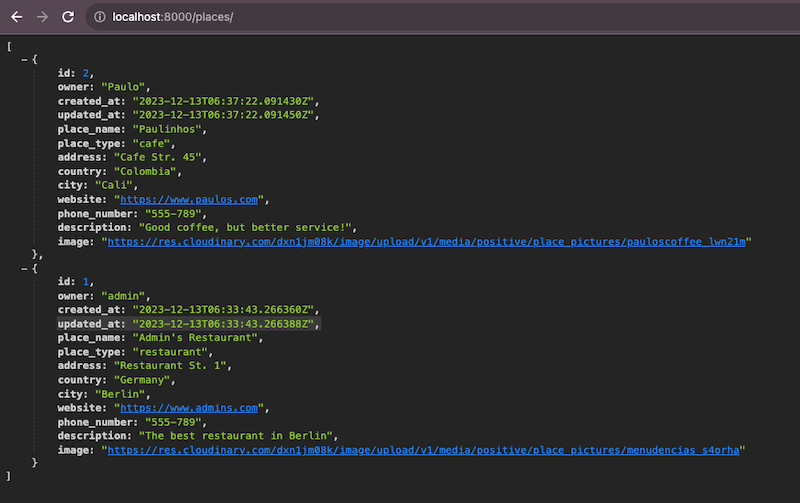 localhost:8000/places/
[
– {
id: 2,
owner: "Paulo",
created_at: "2023-12-13T06:37:22.091430Z",
updated_at: "2023-12-13T06:37:22.091450Z",
place_name: "Paulinhos",
place_type: "cafe",
address: "Cafe Str. 45",
country: "Colombia",
city: "Cali",
website: "https://www.paulos.com",
phone_number: "555-789",
description: "Good coffee, but better service!",
image: "https://res.cloudinary.com/dxn1jm08k/image/upload/v1/media/positive/place_pictures/pauloscoffee_lwn21m"
},
– {
id: 1,
owner: "admin",
created_at: "2023-12-13T06:33:43.266360Z",
updated_at: "2023-12-13T06:33:43.266388Z",
place_name: "Admin's Restaurant",
place_type: "restaurant",
address: "Restaurant St. 1",
country: "Germany",
city: "Berlin",
website: "https://www.admins.com",
phone_number: "555-789",
description: "The best restaurant in Berlin",
image: "https://res.cloudinary.com/dxn1jm08k/image/upload/v1/media/positive/place_pictures/menudencias_s4orha"
}
]